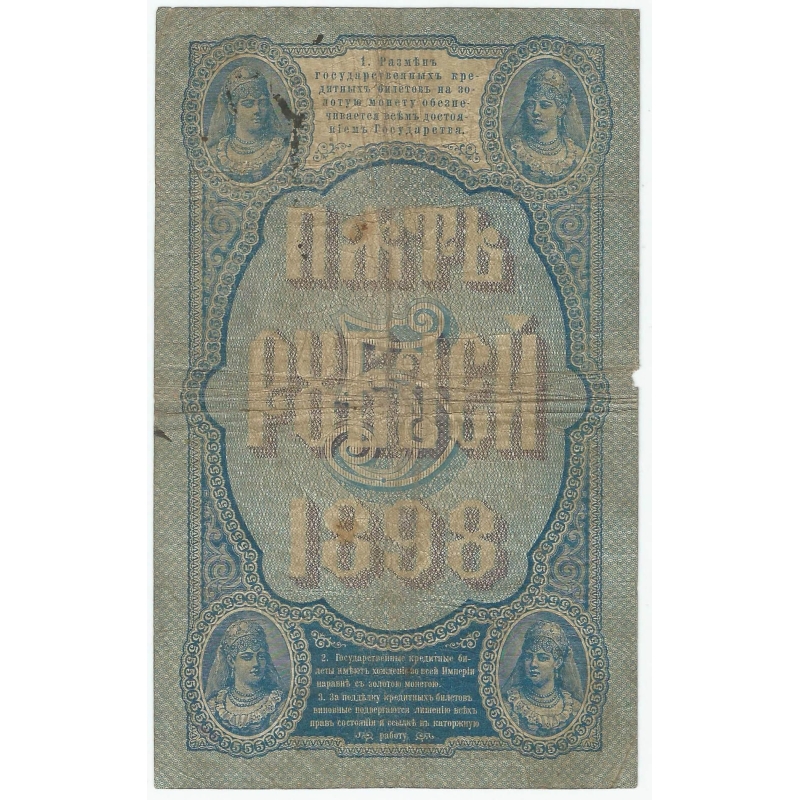 1. Размѣнъ
государственныхъ кре-
дитныхъ билетовъ на зо-
лотую монету обезпе-
чивается всѣмъ достоя-
ніемъ Государства.
ПЯТЬ
РУБЛЕЙ
5
1898
2. Государственные кредитные би-
леты имѣютъ хожденіе во всей Имперіи
наравнѣ съ золотою монетою.
3. За поддѣлку кредитныхъ билетовъ
виновные подвергаются лишенію всѣхъ
правъ состоянія и ссылкѣ въ каторжную
работу.